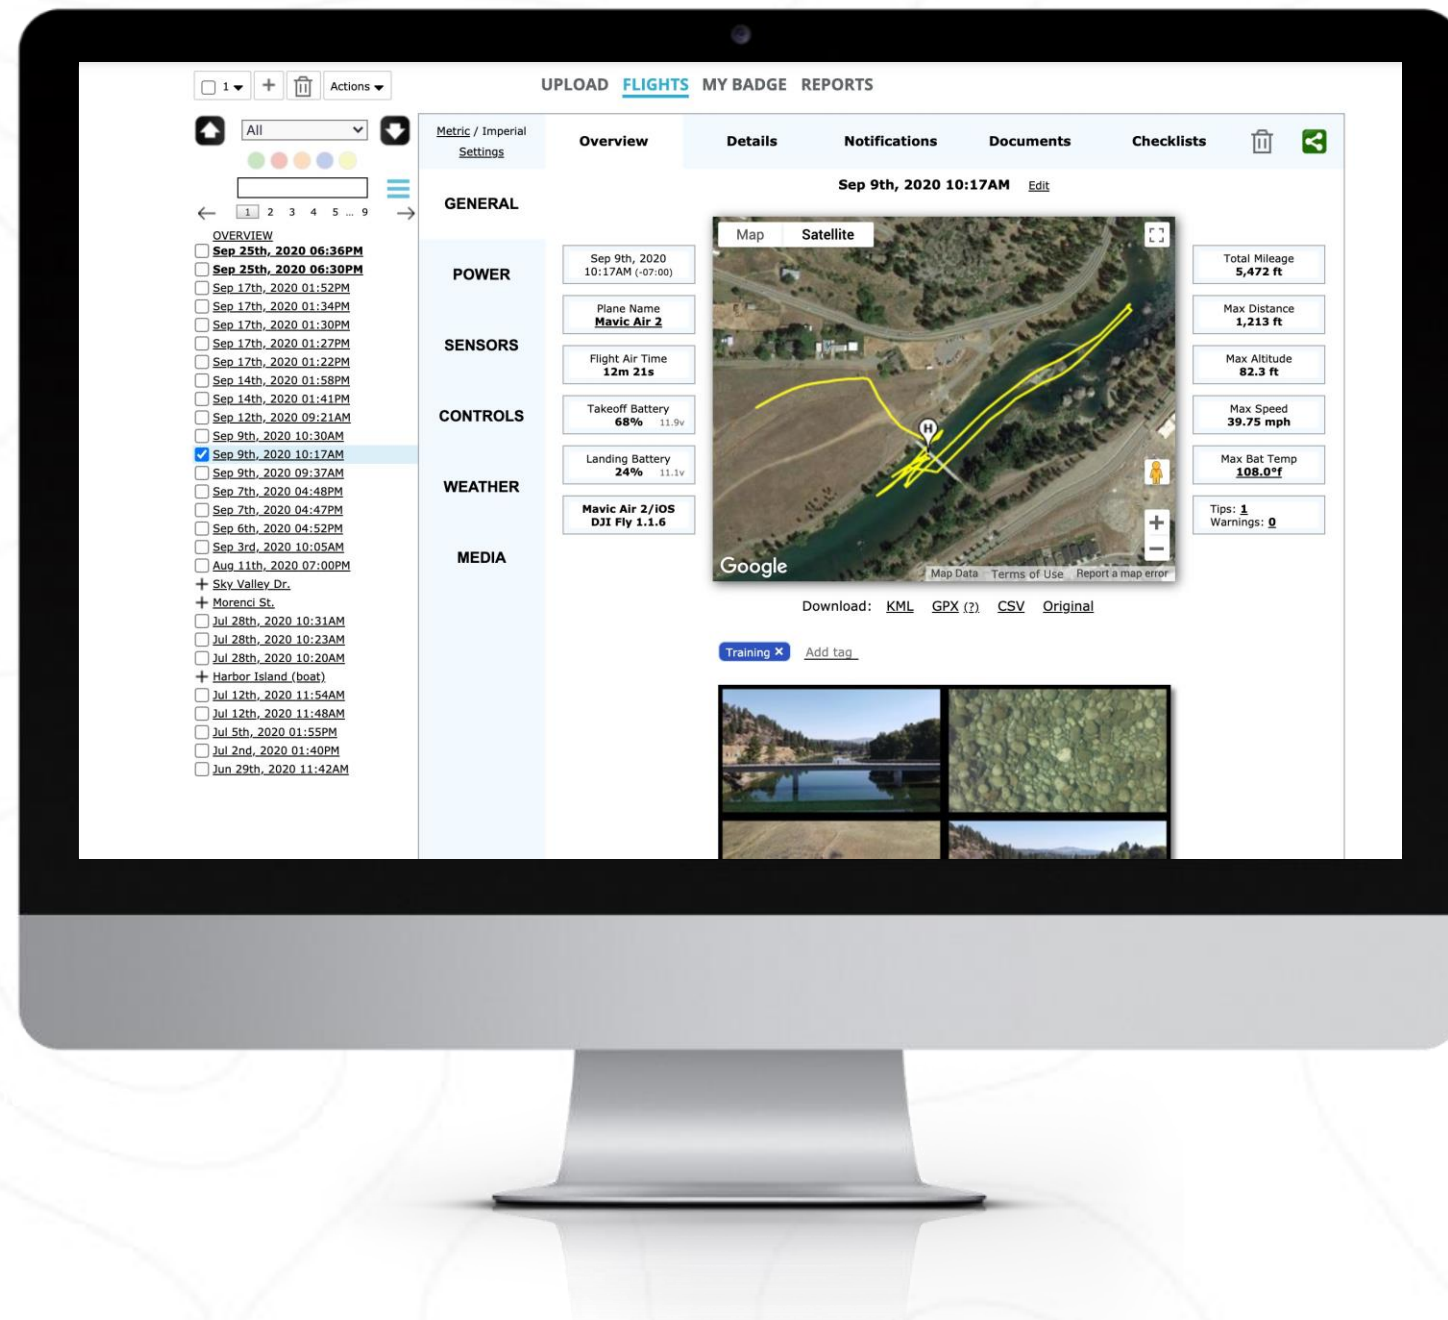 1
Actions
UPLOAD FLIGHTS MY BADGE REPORTS
All
1 2 3 4 5 ... 9
OVERVIEW
Sep 25th, 2020 06:36PM
Sep 25th, 2020 06:30PM
Sep 17th, 2020 01:52PM
Sep 17th, 2020 01:34PM
Sep 17th, 2020 01:30PM
Sep 17th, 2020 01:27PM
Sep 17th, 2020 01:22PM
Sep 14th, 2020 01:58PM
Sep 14th, 2020 01:41PM
Sep 12th, 2020 09:21AM
Sep 9th, 2020 10:30AM
Sep 9th, 2020 10:17AM
Sep 9th, 2020 09:37AM
Sep 7th, 2020 04:48PM
Sep 7th, 2020 04:47PM
Sep 6th, 2020 04:52PM
Sep 3rd, 2020 10:05AM
Aug 11th, 2020 07:00PM
Sky Valley Dr.
Morenci St.
Jul 28th, 2020 10:31AM
Jul 28th, 2020 10:23AM
Jul 28th, 2020 10:20AM
Harbor Island (boat)
Jul 12th, 2020 11:54AM
Jul 12th, 2020 11:48AM
Jul 5th, 2020 01:55PM
Jul 2nd, 2020 01:40PM
Jun 29th, 2020 11:42AM
Metric / Imperial
Settings
Overview Details Notifications Documents Checklists
GENERAL
POWER
SENSORS
CONTROLS
WEATHER
MEDIA
Sep 9th, 2020 10:17AM Edit
Sep 9th, 2020
10:17AM (-07:00)
Plane Name
Mavic Air 2
Flight Air Time
12m 21s
Takeoff Battery
68% 11.9v
Landing Battery
24% 11.1v
Mavic Air 2/iOS
DJI Fly 1.1.6
Map Satellite
H
Google
Map Data Terms of Use Report a map error
Total Mileage
5,472 ft
Max Distance
1,213 ft
Max Altitude
82.3 ft
Max Speed
39.75 mph
Max Bat Temp
108.0°f
Tips: 1
Warnings: 0
Download: KML GPX (?) CSV Original
Training ✕ Add tag